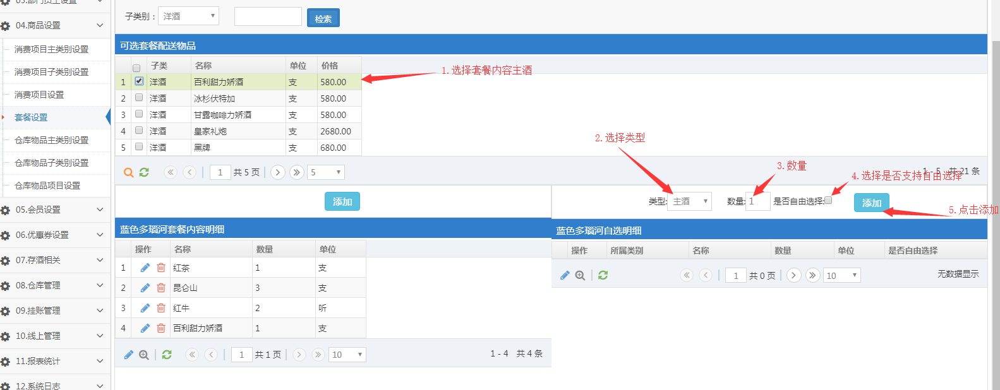 03.部门员工设置
04.商品设置
消费项目主类别设置
消费项目子类别设置
消费项目设置
套餐设置
仓库物品主类别设置
仓库物品子类别设置
仓库物品项目设置
05.会员设置
06.优惠券设置
07.存酒相关
08.仓库管理
09.挂账管理
10.线上管理
11.报表统计
12.系统日志
子类别： 洋酒 检索
可选套餐配送物品
子类 名称 单位 价格
1 洋酒 百利甜力娇酒 支 580.00
2 洋酒 冰杉伏特加 支 580.00
3 洋酒 甘露咖啡力娇酒 支 580.00
4 洋酒 皇家礼炮 支 2680.00
5 洋酒 黑牌 支 680.00
1.选择套餐内容主酒
2.选择类型
3.数量
4.选择是否支持自由选择
5.点击添加
1 共 5 页 5 1 - 5 共 21 条
添加
类型: 主酒 数量: 1 是否自由选择: 添加
蓝色多瑙河套餐内容明细
操作 名称 数量 单位
1 红茶 1 支
2 昆仑山 3 支
3 红牛 2 听
4 百利甜力娇酒 1 支
1 共 1 页 10 1 - 4 共 4 条
蓝色多瑙河自选明细
操作 所属类别 名称 数量 单位 是否自由选择
1 共 0 页 10 无数据显示